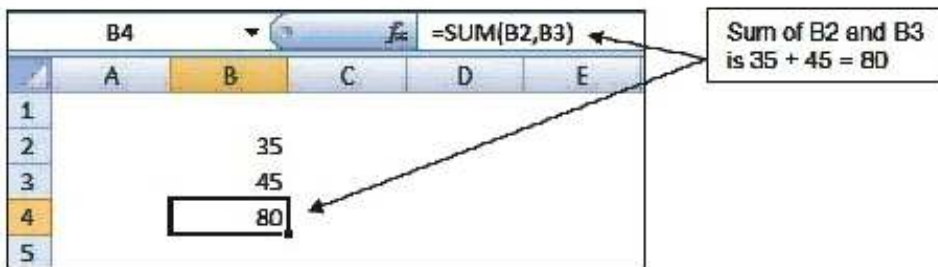 B4 fx =SUM(B2,B3)
Sum of B2 and B3
is 35 + 45 = 80
A B C D E
1
2 35
3 45
4 80
5